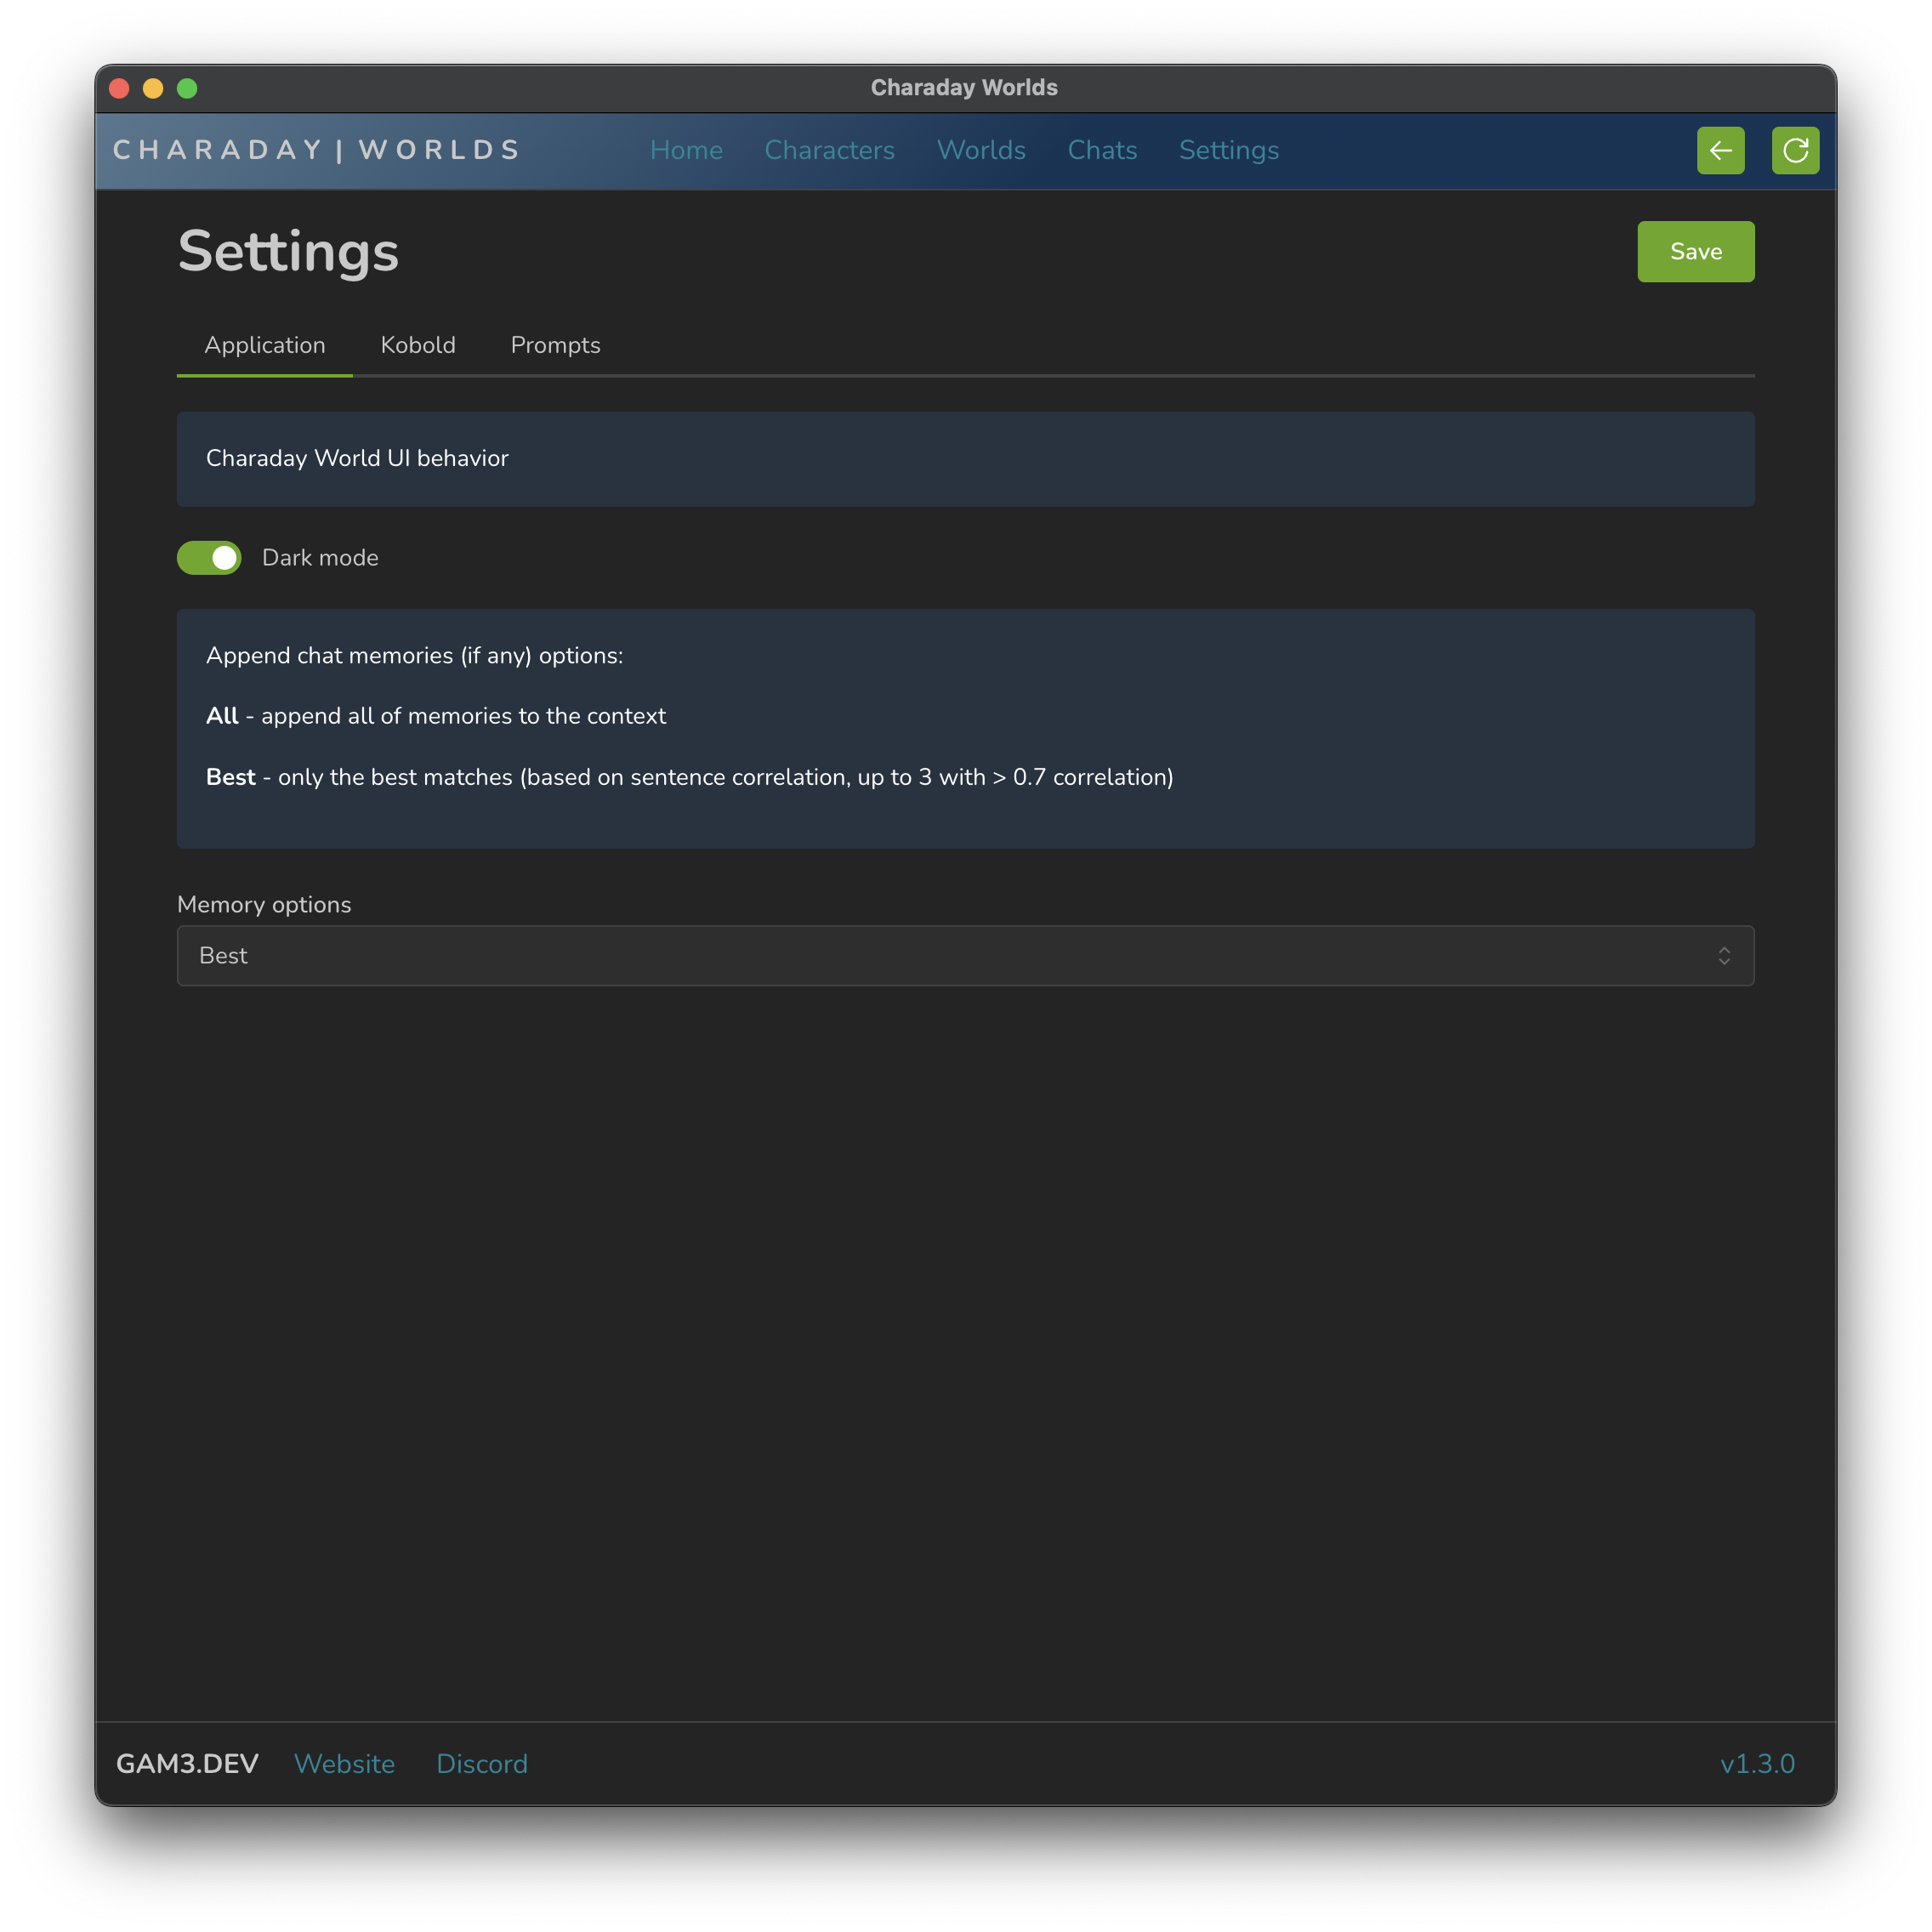 Charaday Worlds
CHARADAY | WORLDS
Home
Characters
Worlds
Chats
Settings
Settings
Save
Application
Kobold
Prompts
Charaday World UI behavior
Dark mode
Append chat memories (if any) options:
All - append all of memories to the context
Best - only the best matches (based on sentence correlation, up to 3 with > 0.7 correlation)
Memory options
Best
GAM3.DEV
Website
Discord
v1.3.0